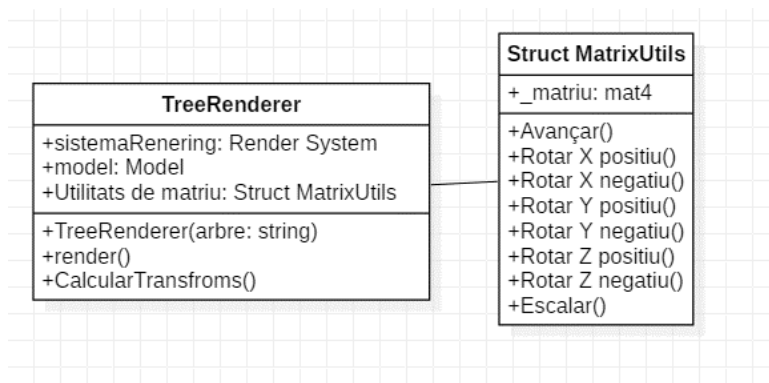 TreeRenderer
+sistemaRenering: Render System
+model: Model
+Utilitats de matriu: Struct MatrixUtils
+TreeRenderer(arbre: string)
+render()
+CalcularTransfroms()
Struct MatrixUtils
+_matriu: mat4
+Avançar()
+Rotar X positiu()
+Rotar X negatiu()
+Rotar Y positiu()
+Rotar Y negatiu()
+Rotar Z positiu()
+Rotar Z negatiu()
+Escalar()